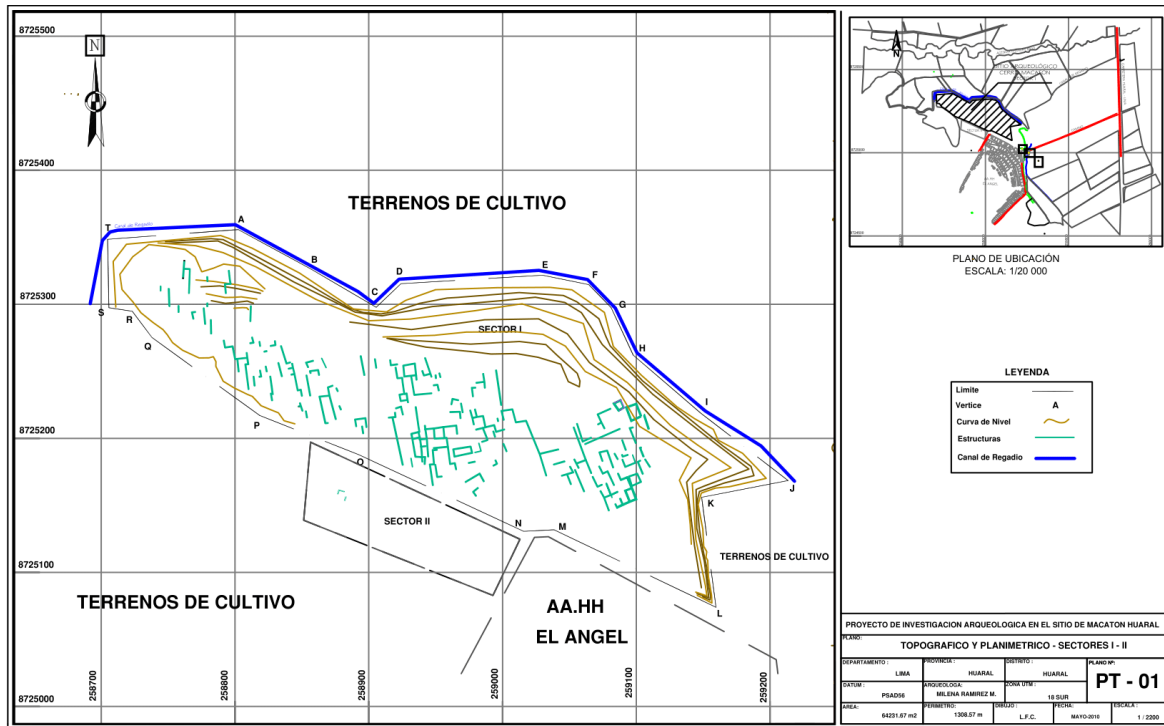 8725500
8725400
8725300
8725200
8725100
8725000
258700
258800
258900
259000
259100
259200
N
TERRENOS DE CULTIVO
T
Canal de Regadio
A
B
C
D
E
F
G
H
I
J
K
L
M
N
O
P
Q
R
S
SECTOR I
SECTOR II
TERRENOS DE CULTIVO
TERRENOS DE CULTIVO
AA.HH
EL ANGEL
N
SITIO ARQUEOLÓGICO
CERRO MACATON
PLANO DE UBICACIÓN
ESCALA: 1/20 000
LEYENDA
Limite
Vertice A
Curva de Nivel
Estructuras
Canal de Regadio
PROYECTO DE INVESTIGACION ARQUEOLOGICA EN EL SITIO DE MACATON HUARAL
PLANO:
TOPOGRAFICO Y PLANIMETRICO - SECTORES I - II
DEPARTAMENTO : LIMA
PROVINCIA : HUARAL
DISTRITO : HUARAL
PLANO Nº:
PT - 01
DATUM : PSAD56
ARQUEOLOGA: MILENA RAMIREZ M.
ZONA UTM : 18 SUR
AREA: 64231.67 m2
PERIMETRO: 1308.57 m
DIBUJO : L.F.C.
FECHA: MAYO-2010
ESCALA : 1 / 2200